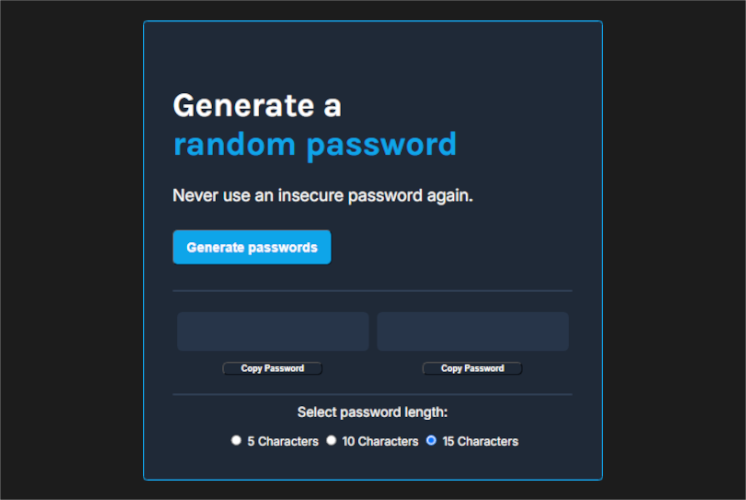 Generate a
random password
Never use an insecure password again.
Generate passwords
Copy Password Copy Password
Select password length:
5 Characters 10 Characters 15 Characters